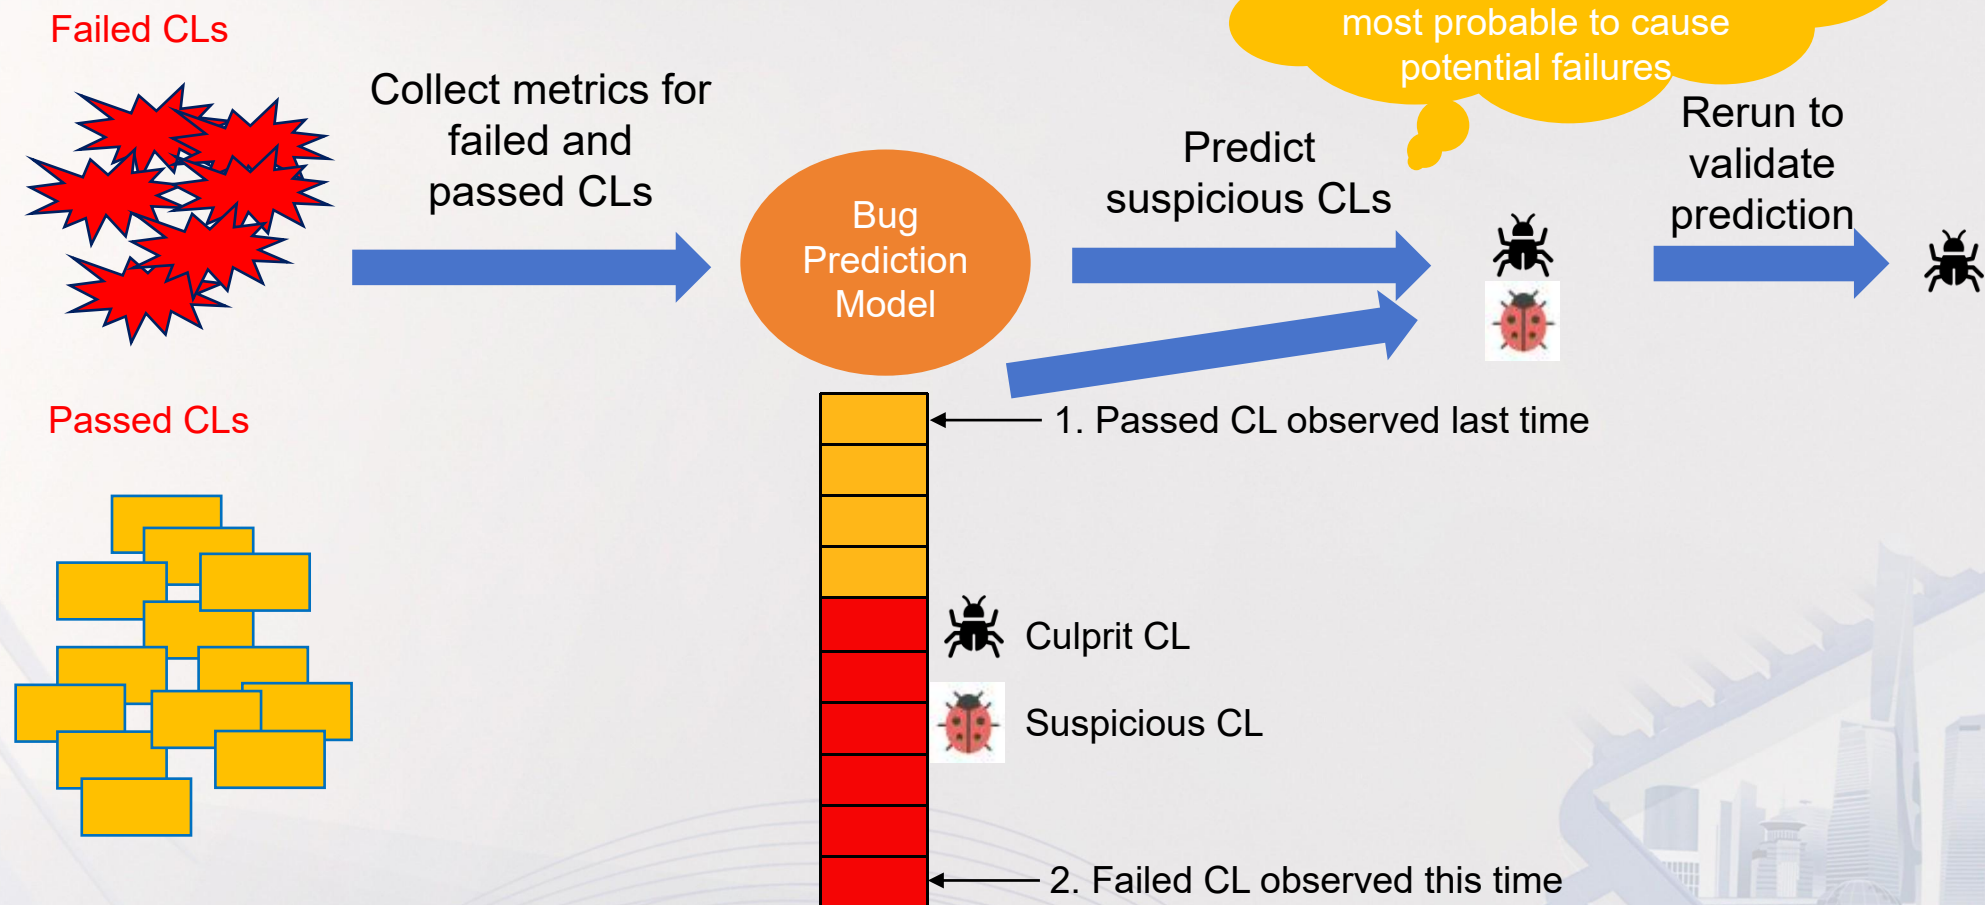 Failed CLs
Collect metrics for
failed and
passed CLs
Bug
Prediction
Model
Predict
suspicious CLs
most probable to cause
potential failures
Rerun to
validate
prediction
Passed CLs
1. Passed CL observed last time
Culprit CL
Suspicious CL
2. Failed CL observed this time